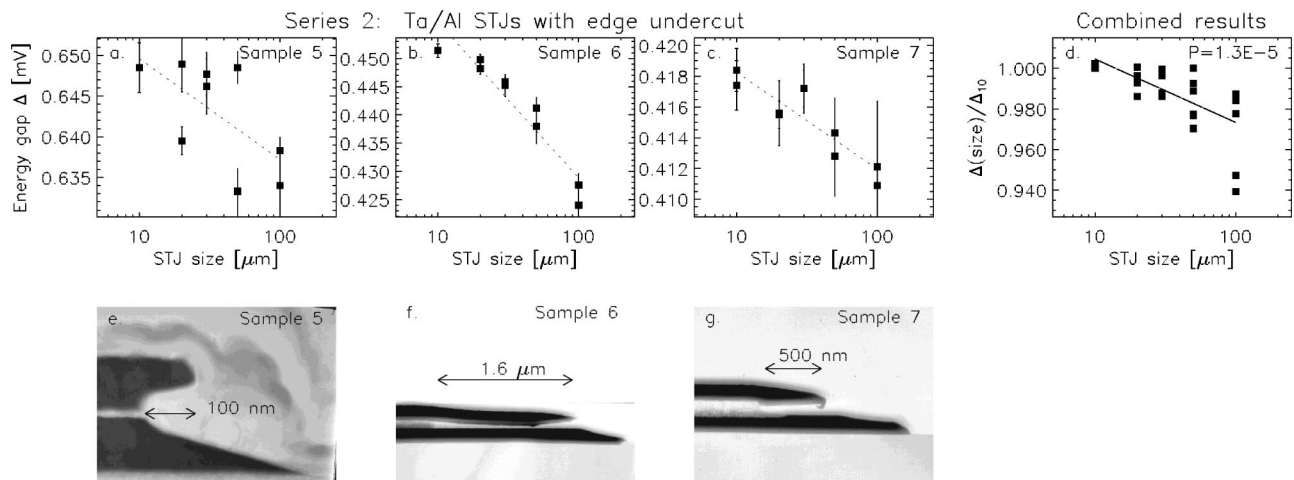 Series 2: Ta/Al STJs with edge undercut
Combined results
a. Sample 5
b. Sample 6
c. Sample 7
d. P=1.3E-5
Energy gap Δ [mV]
0.650
0.645
0.640
0.635
0.450
0.445
0.440
0.435
0.430
0.425
0.420
0.418
0.416
0.414
0.412
0.410
Δ(size)/Δ10
1.000
0.980
0.960
0.940
10 100
10 100
10 100
10 100
STJ size [μm]
STJ size [μm]
STJ size [μm]
STJ size [μm]
e. Sample 5
100 nm
f. Sample 6
1.6 μm
g. Sample 7
500 nm